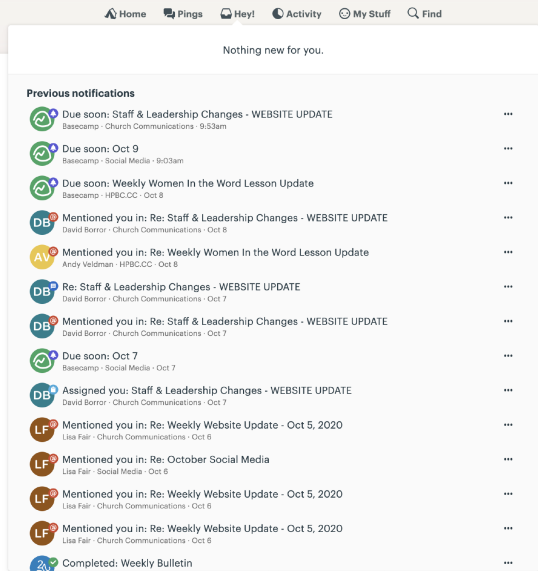 Home Pings Hey! Activity My Stuff Find
Nothing new for you.
Previous notifications
Due soon: Staff & Leadership Changes - WEBSITE UPDATE
Basecamp · Church Communications · 9:53am
Due soon: Oct 9
Basecamp · Social Media · 9:03am
Due soon: Weekly Women In the Word Lesson Update
Basecamp · HPBC.CC · Oct 8
DB Mentioned you in: Re: Staff & Leadership Changes - WEBSITE UPDATE
David Borror · Church Communications · Oct 8
AV Mentioned you in: Re: Weekly Women In the Word Lesson Update
Andy Veldman · HPBC.CC · Oct 8
DB Re: Staff & Leadership Changes - WEBSITE UPDATE
David Borror · Church Communications · Oct 7
DB Mentioned you in: Re: Staff & Leadership Changes - WEBSITE UPDATE
David Borror · Church Communications · Oct 7
Due soon: Oct 7
Basecamp · Social Media · Oct 7
DB Assigned you: Staff & Leadership Changes - WEBSITE UPDATE
David Borror · Church Communications · Oct 7
LF Mentioned you in: Re: Weekly Website Update - Oct 5, 2020
Lisa Fair · Church Communications · Oct 6
LF Mentioned you in: Re: October Social Media
Lisa Fair · Social Media · Oct 6
LF Mentioned you in: Re: Weekly Website Update - Oct 5, 2020
Lisa Fair · Church Communications · Oct 6
LF Mentioned you in: Re: Weekly Website Update - Oct 5, 2020
Lisa Fair · Church Communications · Oct 6
Completed: Weekly Bulletin